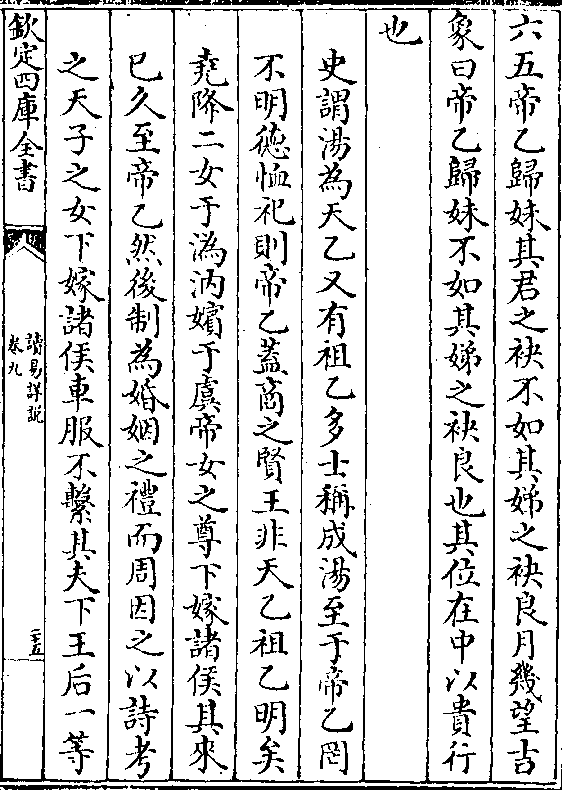 六五帝乙歸妹其君之袂不如其娣之袂良月幾望吉
象曰帝乙歸妹不如其娣之袂良也其位在中以貴行
也
史謂湯為天乙又有祖乙多士稱成湯至于帝乙罔
不明徳恤祀則帝乙蓋商之賢王非天乙祖乙明矣
堯降二女于溈汭嬪于虞帝女之尊下嫁諸侯其來
已久至帝乙然後制為婚姻之禮而周因之以詩考
之天子之女下嫁諸侯車服不繫其夫下王后一等
欽定四庫全書
讀易詳説
卷九
二十五